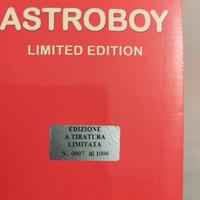 ASTROBOY
LIMITED EDITION
EDIZIONE
A TIRATURA
LIMITATA
N. 0007 di 1000